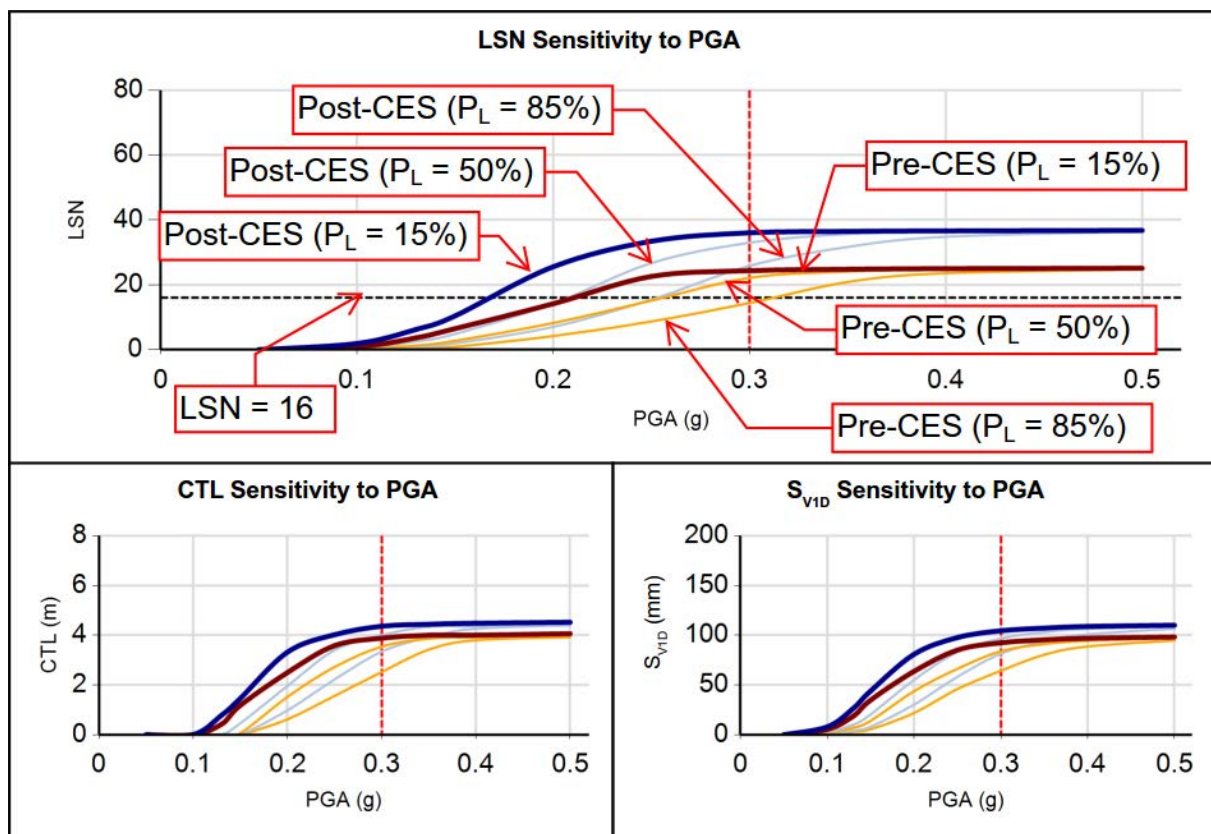 LSN Sensitivity to PGA
80
60
40
20
0
LSN
Post-CES (PL = 85%)
Post-CES (PL = 50%)
Pre-CES (PL = 15%)
Post-CES (PL = 15%)
Pre-CES (PL = 50%)
LSN = 16
Pre-CES (PL = 85%)
0
0.1
0.2
0.3
0.4
0.5
PGA (g)
CTL Sensitivity to PGA
8
6
4
2
0
CTL (m)
0
0.1
0.2
0.3
0.4
0.5
PGA (g)
SV1D Sensitivity to PGA
200
150
100
50
0
SV1D (mm)
0
0.1
0.2
0.3
0.4
0.5
PGA (g)